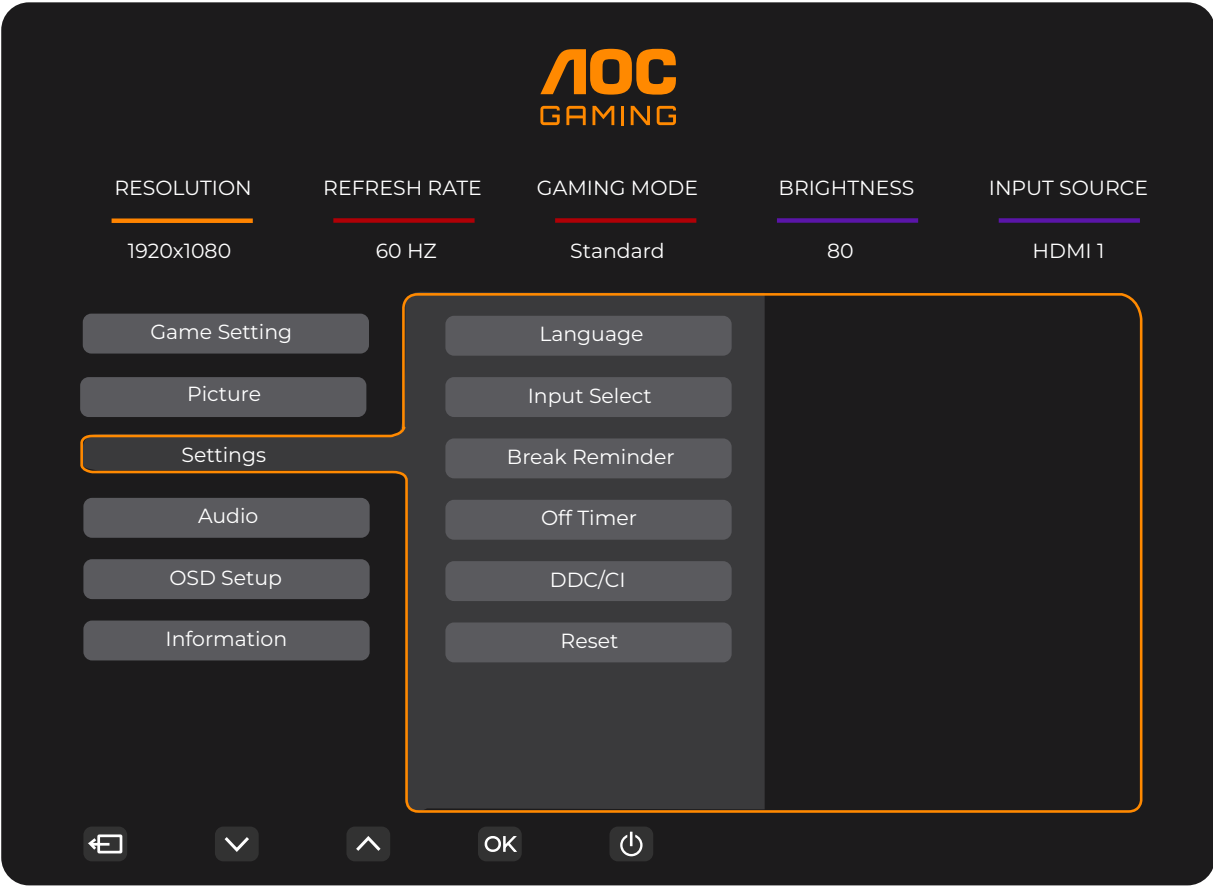 AOC
GAMING
RESOLUTION REFRESH RATE GAMING MODE BRIGHTNESS INPUT SOURCE
1920x1080 60 HZ Standard 80 HDMI 1
Game Setting
Picture
Settings
Audio
OSD Setup
Information
Language
Input Select
Break Reminder
Off Timer
DDC/CI
Reset
OK